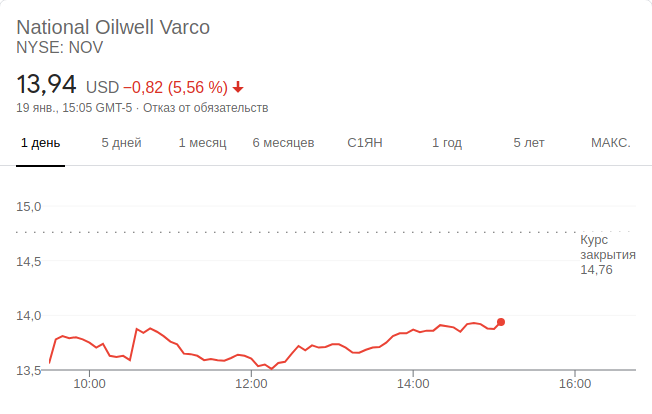 National Oilwell Varco
NYSE: NOV
13,94 USD −0,82 (5,56 %)
19 янв., 15:05 GMT-5 · Отказ от обязательств
1 день 5 дней 1 месяц 6 месяцев С1ЯН 1 год 5 лет МАКС.
15,0
Курс
закрытия
14,76
14,5
14,0
13,5
10:00 12:00 14:00 16:00